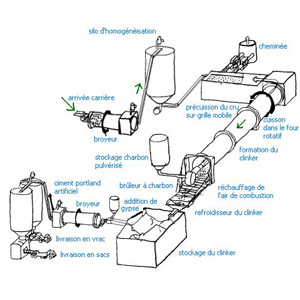 silo d'homogénéisation
cheminée
arrivée carrière
précuisson du cru
sur grille mobile
cuisson
dans le four
rotatif
broyeur
stockage charbon
pulvérisé
formation du
clinker
ciment portland
artificiel
brûleur à charbon
réchauffage de
l'air de combustion
broyeur
addition de
gypse
refroidisseur du clinker
livraison en vrac
livraison en sacs
stockage du clinker